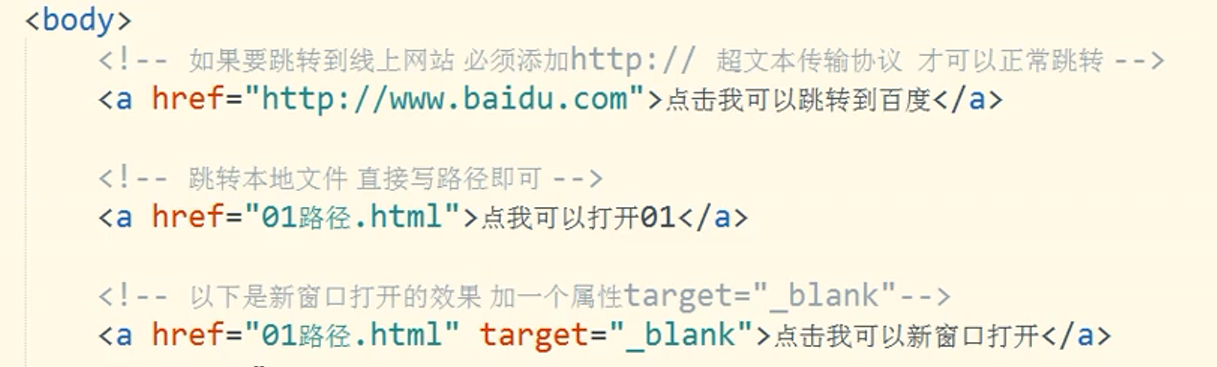 <body>
<!-- 如果要跳转到线上网站 必须添加http:// 超文本传输协议 才可以正常跳转 -->
<a href="http://www.baidu.com">点击我可以跳转到百度</a>
<!-- 跳转本地文件 直接写路径即可 -->
<a href="01路径.html">点我可以打开01</a>
<!-- 以下是新窗口打开的效果 加一个属性target="_blank"-->
<a href="01路径.html" target="_blank">点击我可以新窗口打开</a>